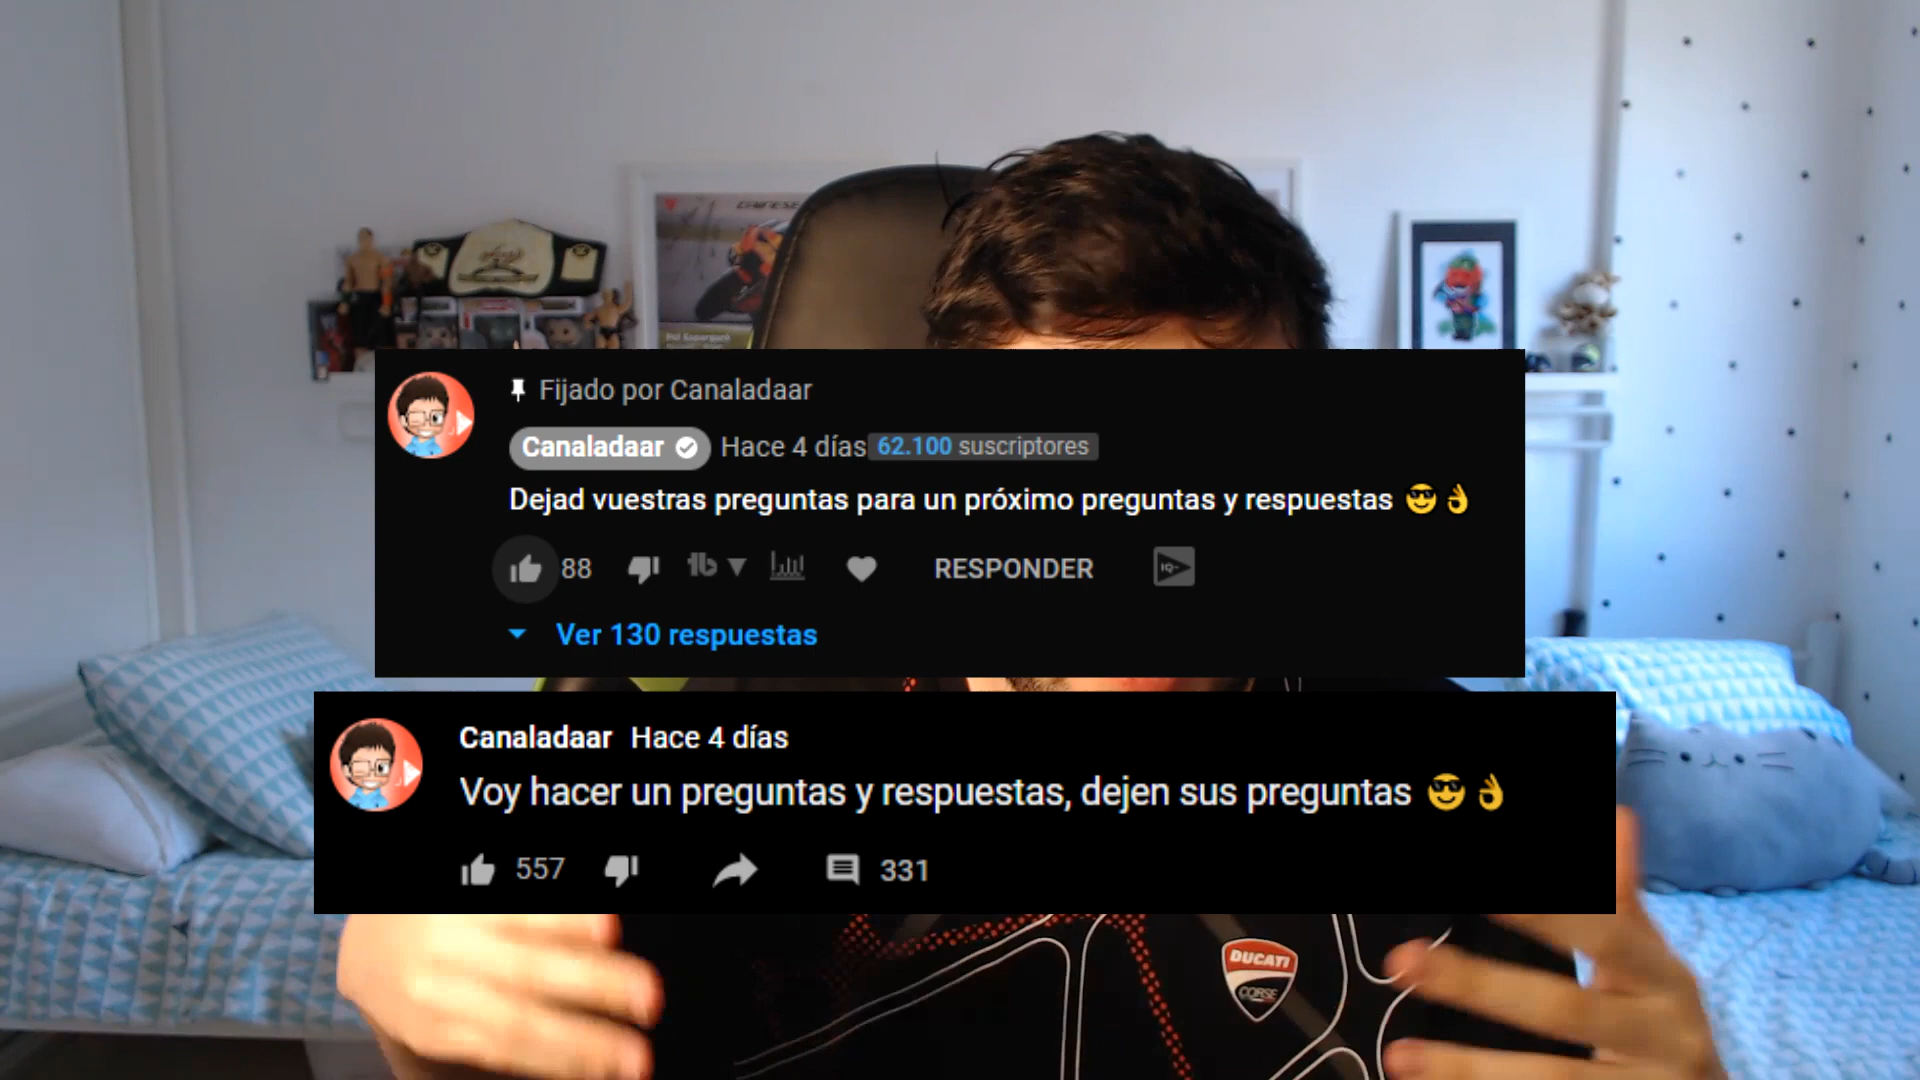 DAINESE
Fijado por Canaladaar
Canaladaar Hace 4 días 62.100 suscriptores
Dejad vuestras preguntas para un próximo preguntas y respuestas 😎👌
88 RESPONDER IQ
Ver 130 respuestas
Canaladaar Hace 4 días
Voy hacer un preguntas y respuestas, dejen sus preguntas 😎👌
557 331
DUCATI
CORSE